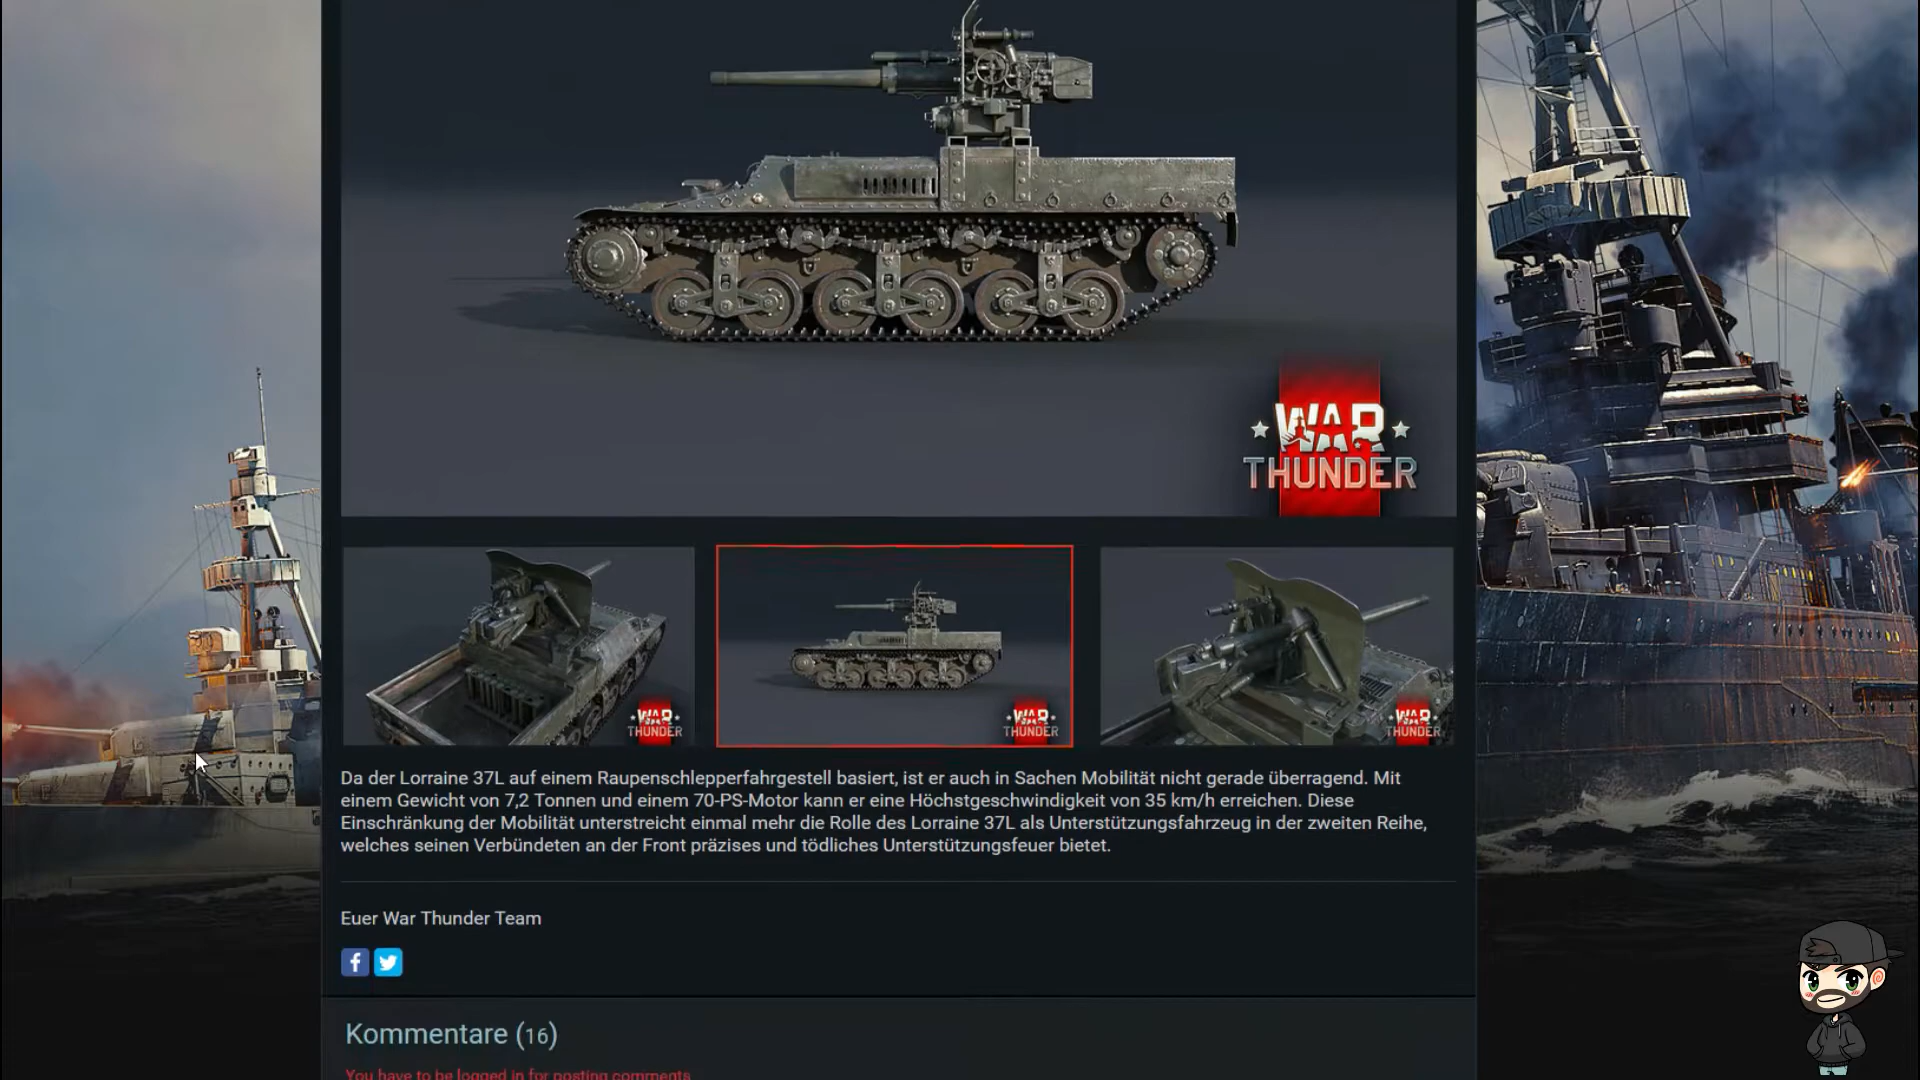 WAR
THUNDER
WAR
THUNDER
WAR
THUNDER
WAR
THUNDER
Da der Lorraine 37L auf einem Raupenschlepperfahrgestell basiert, ist er auch in Sachen Mobilität nicht gerade überragend. Mit
einem Gewicht von 7,2 Tonnen und einem 70-PS-Motor kann er eine Höchstgeschwindigkeit von 35 km/h erreichen. Diese
Einschränkung der Mobilität unterstreicht einmal mehr die Rolle des Lorraine 37L als Unterstützungsfahrzeug in der zweiten Reihe,
welches seinen Verbündeten an der Front präzises und tödliches Unterstützungsfeuer bietet.
Euer War Thunder Team
Kommentare (16)
You have to be logged in for posting comments